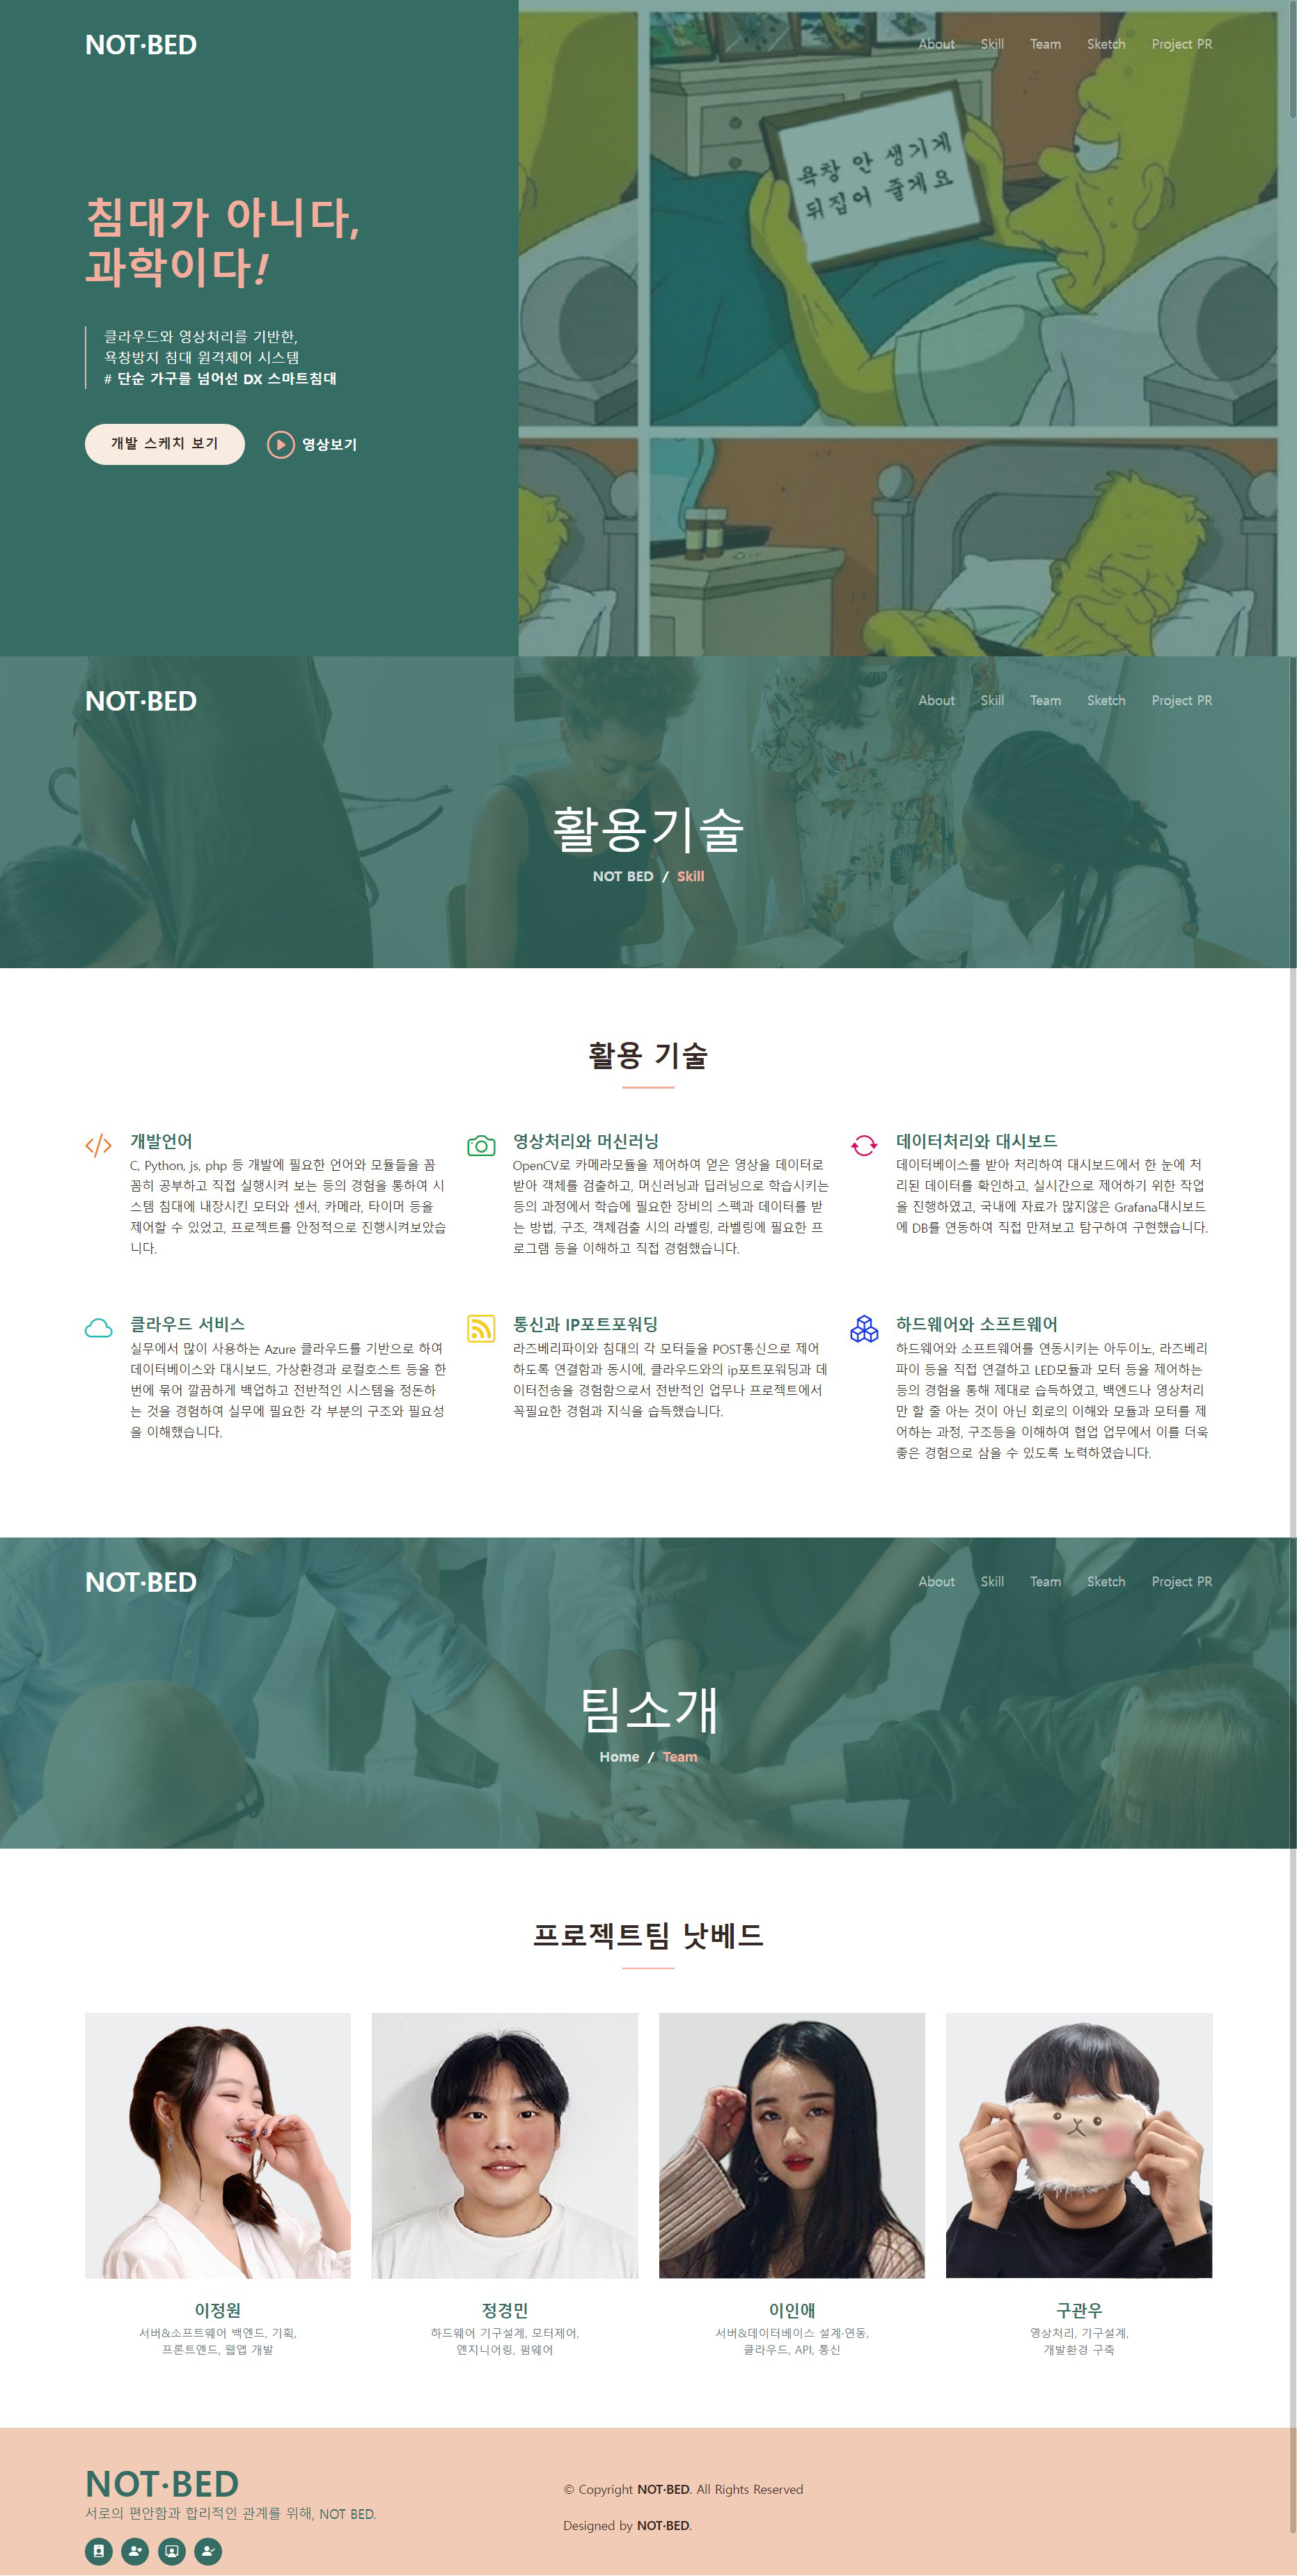 NOT·BED
About Skill Team Sketch Project PR
욕창 안 생기게
뒤집어 줄게요
침대가 아니다,
과학이다!
클라우드와 영상처리를 기반한,
욕창방지 침대 원격제어 시스템
# 단순 가구를 넘어선 DX 스마트침대
개발 스케치 보기
영상보기
NOT·BED
About Skill Team Sketch Project PR
활용기술
NOT BED / Skill
활용 기술
개발언어
C, Python, js, php 등 개발에 필요한 언어와 모듈들을 꼼
꼼히 공부하고 직접 실행시켜 보는 등의 경험을 통하여 시
스템 침대에 내장시킨 모터와 센서, 카메라, 타이머 등을
제어할 수 있었고, 프로젝트를 안정적으로 진행시켜보았습
니다.
영상처리와 머신러닝
OpenCV로 카메라모듈을 제어하여 얻은 영상을 데이터로
받아 객체를 검출하고, 머신러닝과 딥러닝으로 학습시키는
등의 과정에서 학습에 필요한 장비의 스펙과 데이터를 받
는 방법, 구조, 객체검출 시의 라벨링, 라벨링에 필요한 프
로그램 등을 이해하고 직접 경험했습니다.
데이터처리와 대시보드
데이터베이스를 받아 처리하여 대시보드에서 한 눈에 처
리된 데이터를 확인하고, 실시간으로 제어하기 위한 작업
을 진행하였고, 국내에 자료가 많지않은 Grafana대시보드
에 DB를 연동하여 직접 만져보고 탐구하여 구현했습니다.
클라우드 서비스
실무에서 많이 사용하는 Azure 클라우드를 기반으로 하여
데이터베이스와 대시보드, 가상환경과 로컬호스트 등을 한
번에 묶어 깔끔하게 백업하고 전반적인 시스템을 정돈하
는 것을 경험하여 실무에 필요한 각 부분의 구조와 필요성
을 이해했습니다.
통신과 IP포트포워딩
라즈베리파이와 침대의 각 모터들을 POST통신으로 제어
하도록 연결함과 동시에, 클라우드와의 ip포트포워딩과 데
이터전송을 경험함으로서 전반적인 업무나 프로젝트에서
꼭필요한 경험과 지식을 습득했습니다.
하드웨어와 소프트웨어
하드웨어와 소프트웨어를 연동시키는 아두이노, 라즈베리
파이 등을 직접 연결하고 LED모듈과 모터 등을 제어하는
등의 경험을 통해 제대로 습득하였고, 백엔드나 영상처리
만 할 줄 아는 것이 아닌 회로의 이해와 모듈과 모터를 제
어하는 과정, 구조등을 이해하여 협업 업무에서 이를 더욱
좋은 경험으로 삼을 수 있도록 노력하였습니다.
NOT·BED
About Skill Team Sketch Project PR
팀소개
Home / Team
프로젝트팀 낫베드
이정원
서버&소프트웨어 백엔드, 기획,
프론트엔드, 웹앱 개발
정경민
하드웨어 기구설계, 모터제어,
엔지니어링, 펌웨어
이인애
서버&데이터베이스 설계·연동,
클라우드, API, 통신
구관우
영상처리, 기구설계,
개발환경 구축
NOT·BED
서로의 편안함과 합리적인 관계를 위해, NOT BED.
© Copyright NOT·BED. All Rights Reserved
Designed by NOT·BED.